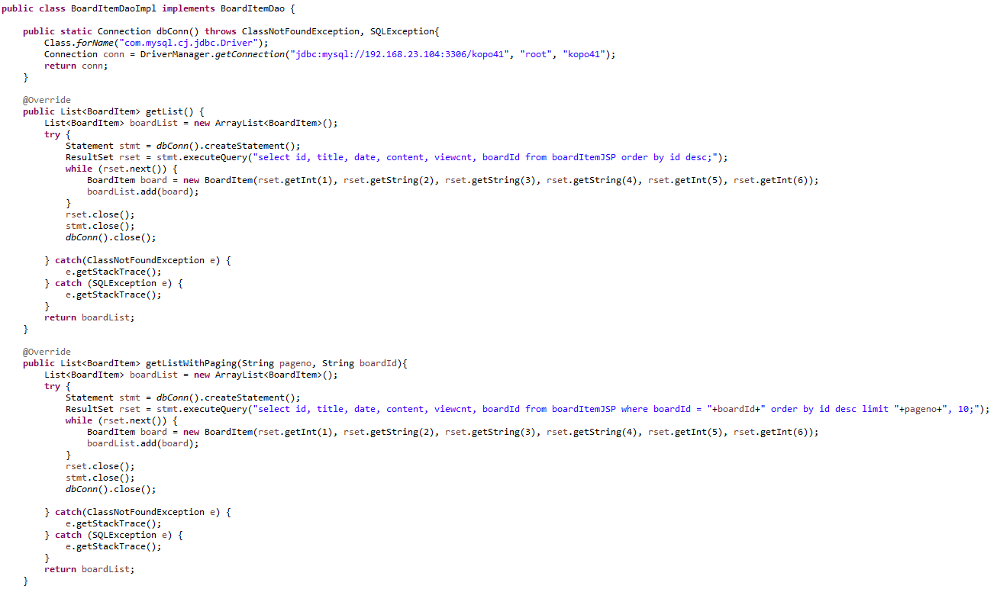 public class BoardItemDaoImpl implements BoardItemDao {
public static Connection dbConn() throws ClassNotFoundException, SQLException{
Class.forName("com.mysql.cj.jdbc.Driver");
Connection conn = DriverManager.getConnection("jdbc:mysql://192.168.23.104:3306/kopo41", "root", "kopo41");
return conn;
}
@Override
public List<BoardItem> getList() {
List<BoardItem> boardList = new ArrayList<BoardItem>();
try {
Statement stmt = dbConn().createStatement();
ResultSet rset = stmt.executeQuery("select id, title, date, content, viewcnt, boardId from boardItemJSP order by id desc;");
while (rset.next()) {
BoardItem board = new BoardItem(rset.getInt(1), rset.getString(2), rset.getString(3), rset.getString(4), rset.getInt(5), rset.getInt(6));
boardList.add(board);
}
rset.close();
stmt.close();
dbConn().close();
} catch(ClassNotFoundException e) {
e.getStackTrace();
} catch (SQLException e) {
e.getStackTrace();
}
return boardList;
}
@Override
public List<BoardItem> getListWithPaging(String pageno, String boardId){
List<BoardItem> boardList = new ArrayList<BoardItem>();
try {
Statement stmt = dbConn().createStatement();
ResultSet rset = stmt.executeQuery("select id, title, date, content, viewcnt, boardId from boardItemJSP where boardId = "+boardId+" order by id desc limit "+pageno+", 10;");
while (rset.next()) {
BoardItem board = new BoardItem(rset.getInt(1), rset.getString(2), rset.getString(3), rset.getString(4), rset.getInt(5), rset.getInt(6));
boardList.add(board);
}
rset.close();
stmt.close();
dbConn().close();
} catch(ClassNotFoundException e) {
e.getStackTrace();
} catch (SQLException e) {
e.getStackTrace();
}
return boardList;
}